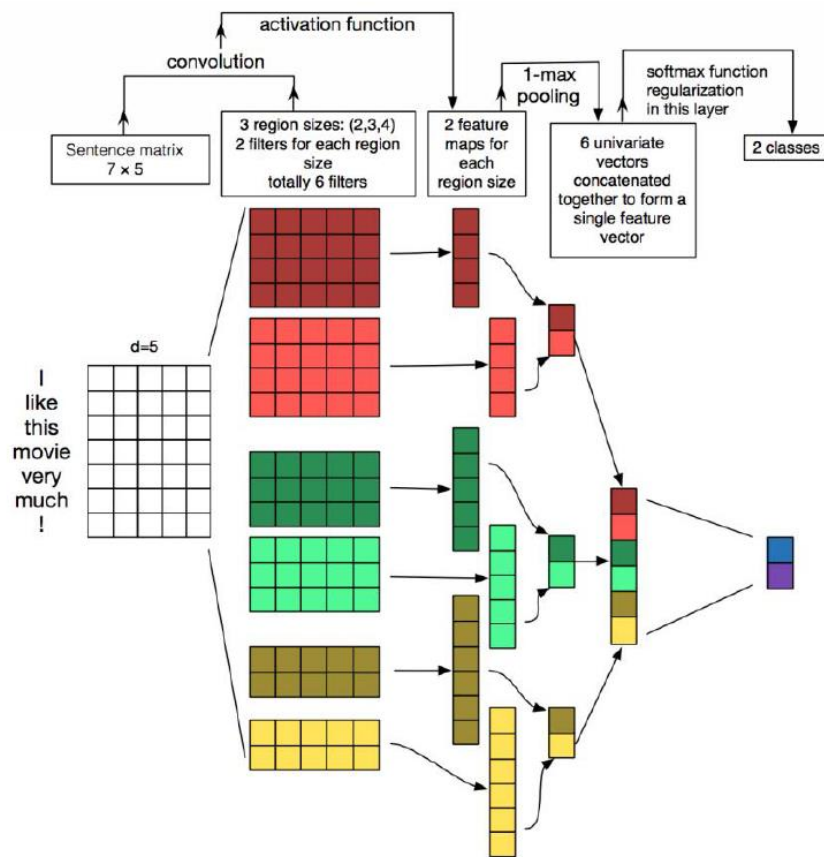 activation function
convolution
1-max
pooling
softmax function
regularization
in this layer
Sentence matrix
7 × 5
3 region sizes: (2,3,4)
2 filters for each region
size
totally 6 filters
2 feature
maps for
each
region size
6 univariate
vectors
concatenated
together to form a
single feature
vector
2 classes
d=5
I
like
this
movie
very
much
!